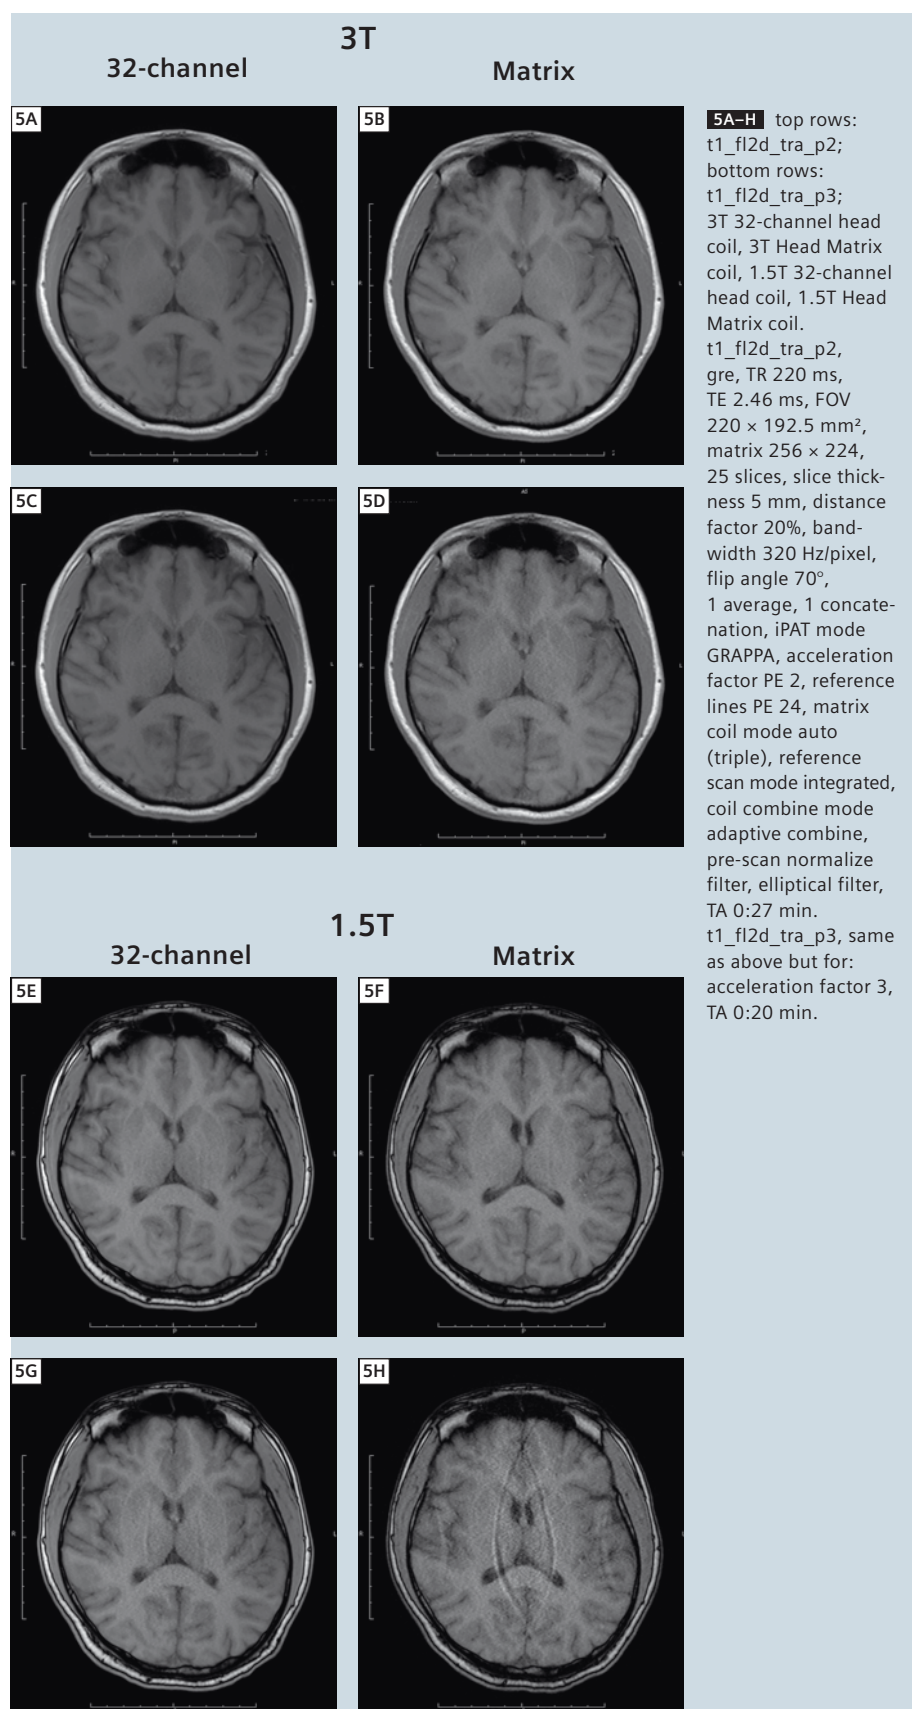 3T
32-channel
Matrix
5A
5B
5A–H top rows:
t1_fl2d_tra_p2;
bottom rows:
t1_fl2d_tra_p3;
3T 32-channel head
coil, 3T Head Matrix
coil, 1.5T 32-channel
head coil, 1.5T Head
Matrix coil.
t1_fl2d_tra_p2,
gre, TR 220 ms,
TE 2.46 ms, FOV
220 × 192.5 mm²,
matrix 256 × 224,
25 slices, slice thick-
ness 5 mm, distance
factor 20%, band-
width 320 Hz/pixel,
flip angle 70°,
1 average, 1 concate-
nation, iPAT mode
GRAPPA, acceleration
factor PE 2, reference
lines PE 24, matrix
coil mode auto
(triple), reference
scan mode integrated,
coil combine mode
adaptive combine,
pre-scan normalize
filter, elliptical filter,
TA 0:27 min.
t1_fl2d_tra_p3, same
as above but for:
acceleration factor 3,
TA 0:20 min.
5C
5D
1.5T
32-channel
Matrix
5E
5F
5G
5H